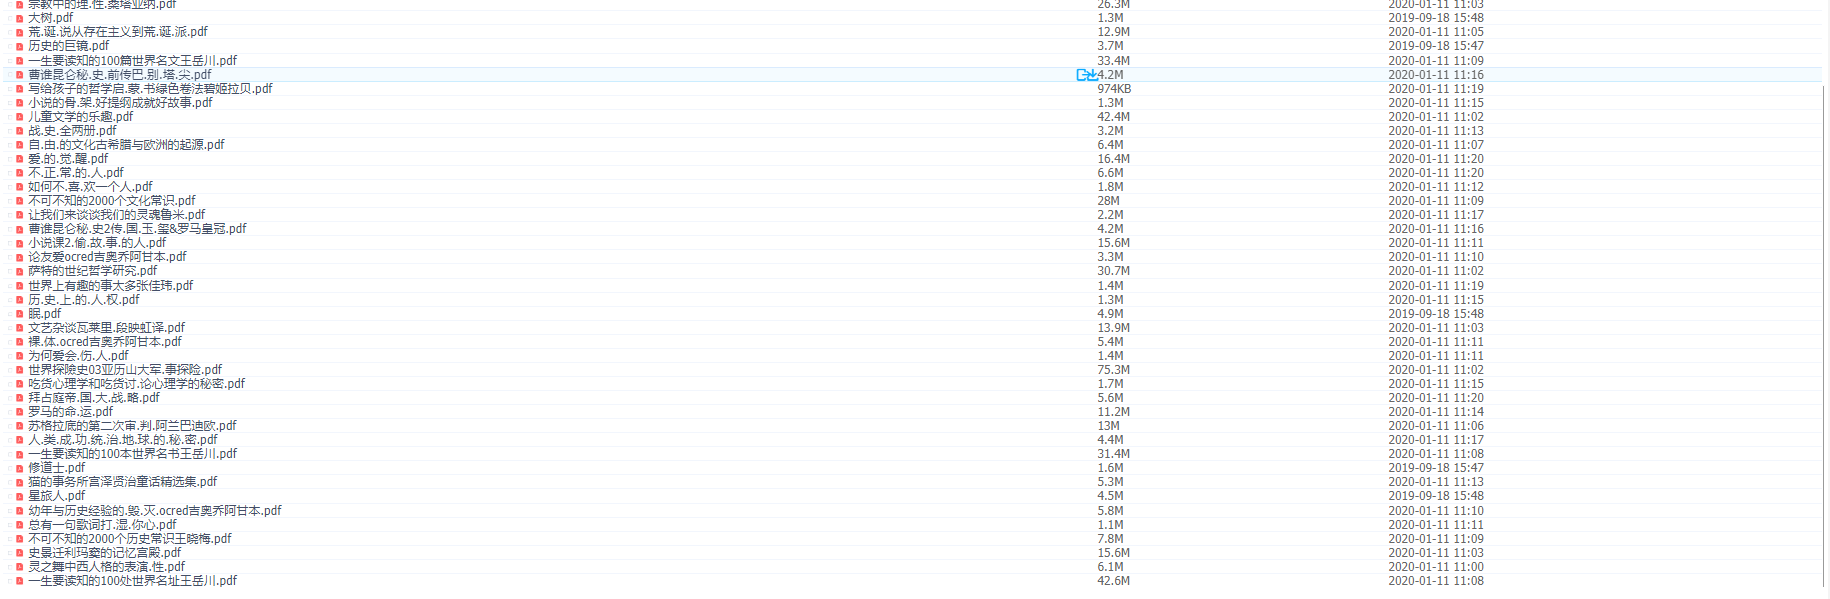 宗教中的理.性.桑塔亚纳.pdf 26.3M 2020-01-11 11:03
大树.pdf 1.3M 2019-09-18 15:48
荒.诞.说从存在主义到荒.诞.派.pdf 12.9M 2020-01-11 11:05
历史的巨镜.pdf 3.7M 2019-09-18 15:47
一生要读知的100篇世界名文王岳川.pdf 33.4M 2020-01-11 11:09
曹谁昆仑秘.史.前传巴.别.塔.尖.pdf 4.2M 2020-01-11 11:16
写给孩子的哲学启.蒙.书绿色卷法碧姬拉贝.pdf 974KB 2020-01-11 11:19
小说的骨.架.好提纲成就好故事.pdf 1.3M 2020-01-11 11:15
儿童文学的乐趣.pdf 42.4M 2020-01-11 11:02
战.史.全两册.pdf 3.2M 2020-01-11 11:13
自.由.的文化古希腊与欧洲的起源.pdf 6.4M 2020-01-11 11:07
爱.的.觉.醒.pdf 16.4M 2020-01-11 11:20
不.正.常.的.人.pdf 6.6M 2020-01-11 11:20
如何不.喜.欢一个人.pdf 1.8M 2020-01-11 11:12
不可不知的2000个文化常识.pdf 28M 2020-01-11 11:09
让我们来谈谈我们的灵魂鲁米.pdf 2.2M 2020-01-11 11:17
曹谁昆仑秘.史2传.国.玉.玺&罗马皇冠.pdf 4.2M 2020-01-11 11:16
小说课2.偷.故.事.的人.pdf 15.6M 2020-01-11 11:11
论友爱ocred吉奥乔阿甘本.pdf 3.3M 2020-01-11 11:10
萨特的世纪哲学研究.pdf 30.7M 2020-01-11 11:02
世界上有趣的事太多张佳玮.pdf 1.4M 2020-01-11 11:19
历.史.上.的.人.权.pdf 1.3M 2020-01-11 11:15
眠.pdf 4.9M 2019-09-18 15:48
文艺杂谈瓦莱里.段映虹译.pdf 13.9M 2020-01-11 11:03
裸.体.ocred吉奥乔阿甘本.pdf 5.4M 2020-01-11 11:11
为何爱会.伤.人.pdf 1.4M 2020-01-11 11:11
世界探險史03亚历山大军.事探险.pdf 75.3M 2020-01-11 11:02
吃货心理学和吃货讨.论心理学的秘密.pdf 1.7M 2020-01-11 11:15
拜占庭帝.国.大.战.略.pdf 5.6M 2020-01-11 11:20
罗马的命.运.pdf 11.2M 2020-01-11 11:14
苏格拉底的第二次审.判.阿兰巴迪欧.pdf 13M 2020-01-11 11:06
人.类.成.功.统.治.地.球.的.秘.密.pdf 4.4M 2020-01-11 11:17
一生要读知的100本世界名书王岳川.pdf 31.4M 2020-01-11 11:08
修道士.pdf 1.6M 2019-09-18 15:47
猫的事务所宫泽贤治童话精选集.pdf 5.3M 2020-01-11 11:13
星旅人.pdf 4.5M 2019-09-18 15:48
幼年与历史经验的.毁.灭.ocred吉奥乔阿甘本.pdf 5.8M 2020-01-11 11:10
总有一句歌词打.湿.你心.pdf 1.1M 2020-01-11 11:11
不可不知的2000个历史常识王晓梅.pdf 7.8M 2020-01-11 11:09
史景迁利玛窦的记忆宫殿.pdf 15.6M 2020-01-11 11:03
灵之舞中西人格的表演.性.pdf 6.1M 2020-01-11 11:00
一生要读知的100处世界名址王岳川.pdf 42.6M 2020-01-11 11:08